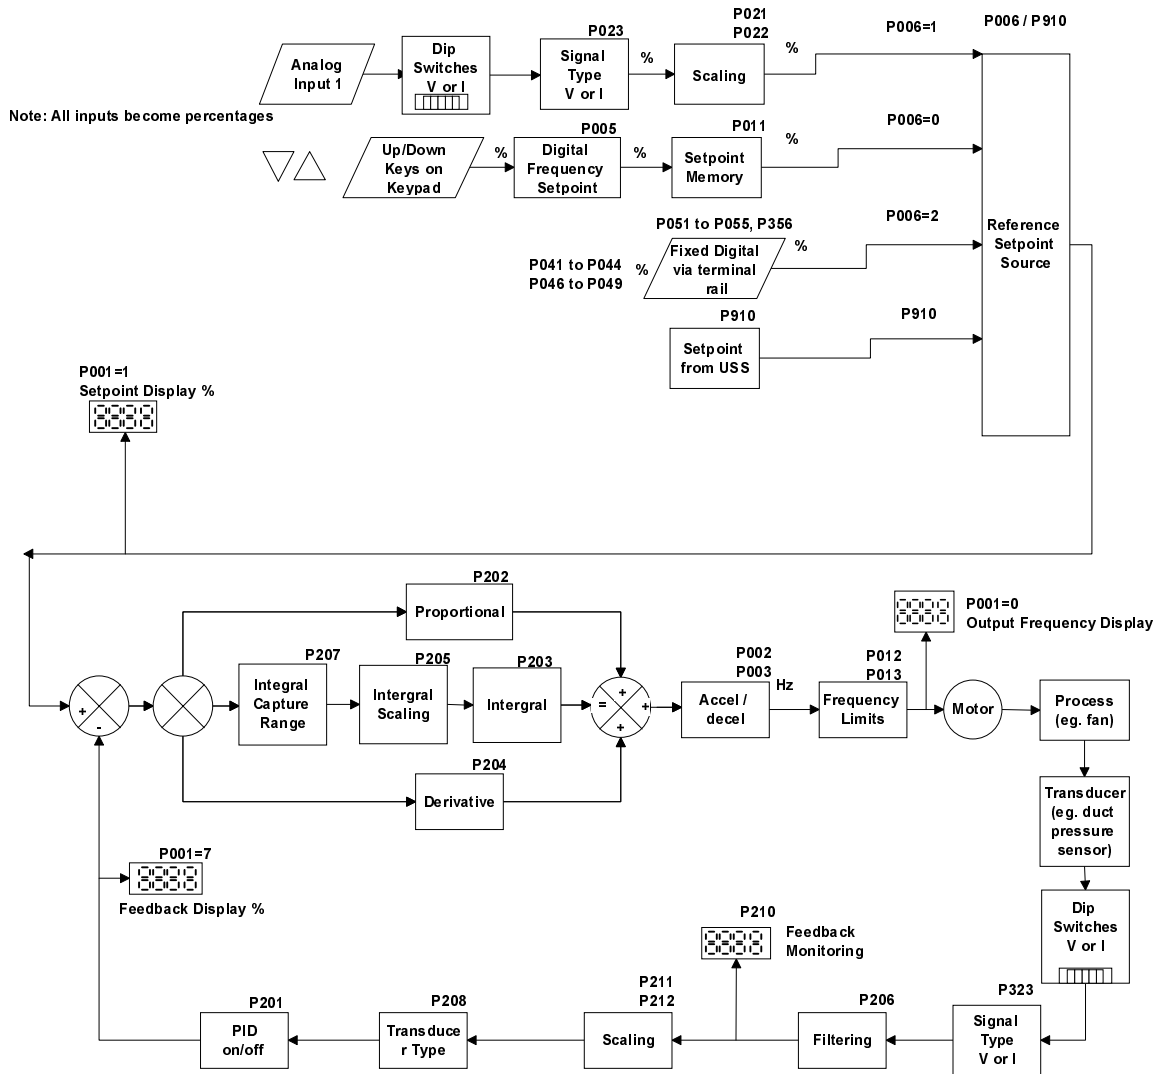 P021
P022
P006=1
P006 / P910
P023
%
%
Analog
Input 1
Dip
Switches
V or I
Signal
Type
V or I
Scaling
Note: All inputs become percentages
P005
P011
P006=0
%
%
%
Up/Down
Keys on
Keypad
Digital
Frequency
Setpoint
Setpoint
Memory
P051 to P055, P356
P006=2
%
Reference
Setpoint
Source
P041 to P044
P046 to P049
%
Fixed Digital
via terminal
rail
P910
P910
Setpoint
from USS
P001=1
Setpoint Display %
8888
P202
Proportional
888
P001=0
Output Frequency Display
P207
P205
P203
P002
P003
Hz
P012
P013
+
-
Integral
Capture
Range
Intergral
Scaling
Intergral
+
=
+
+
+
Accel /
decel
Frequency
Limits
Motor
Process
(eg. fan)
P204
Derivative
Transducer
(eg. duct
pressure
sensor)
P001=7
8888
Feedback Display %
Dip
Switches
V or I
P210
8888
Feedback
Monitoring
P201
P208
P211
P212
P206
P323
PID
on/off
Transduce
r Type
Scaling
Filtering
Signal
Type
V or I